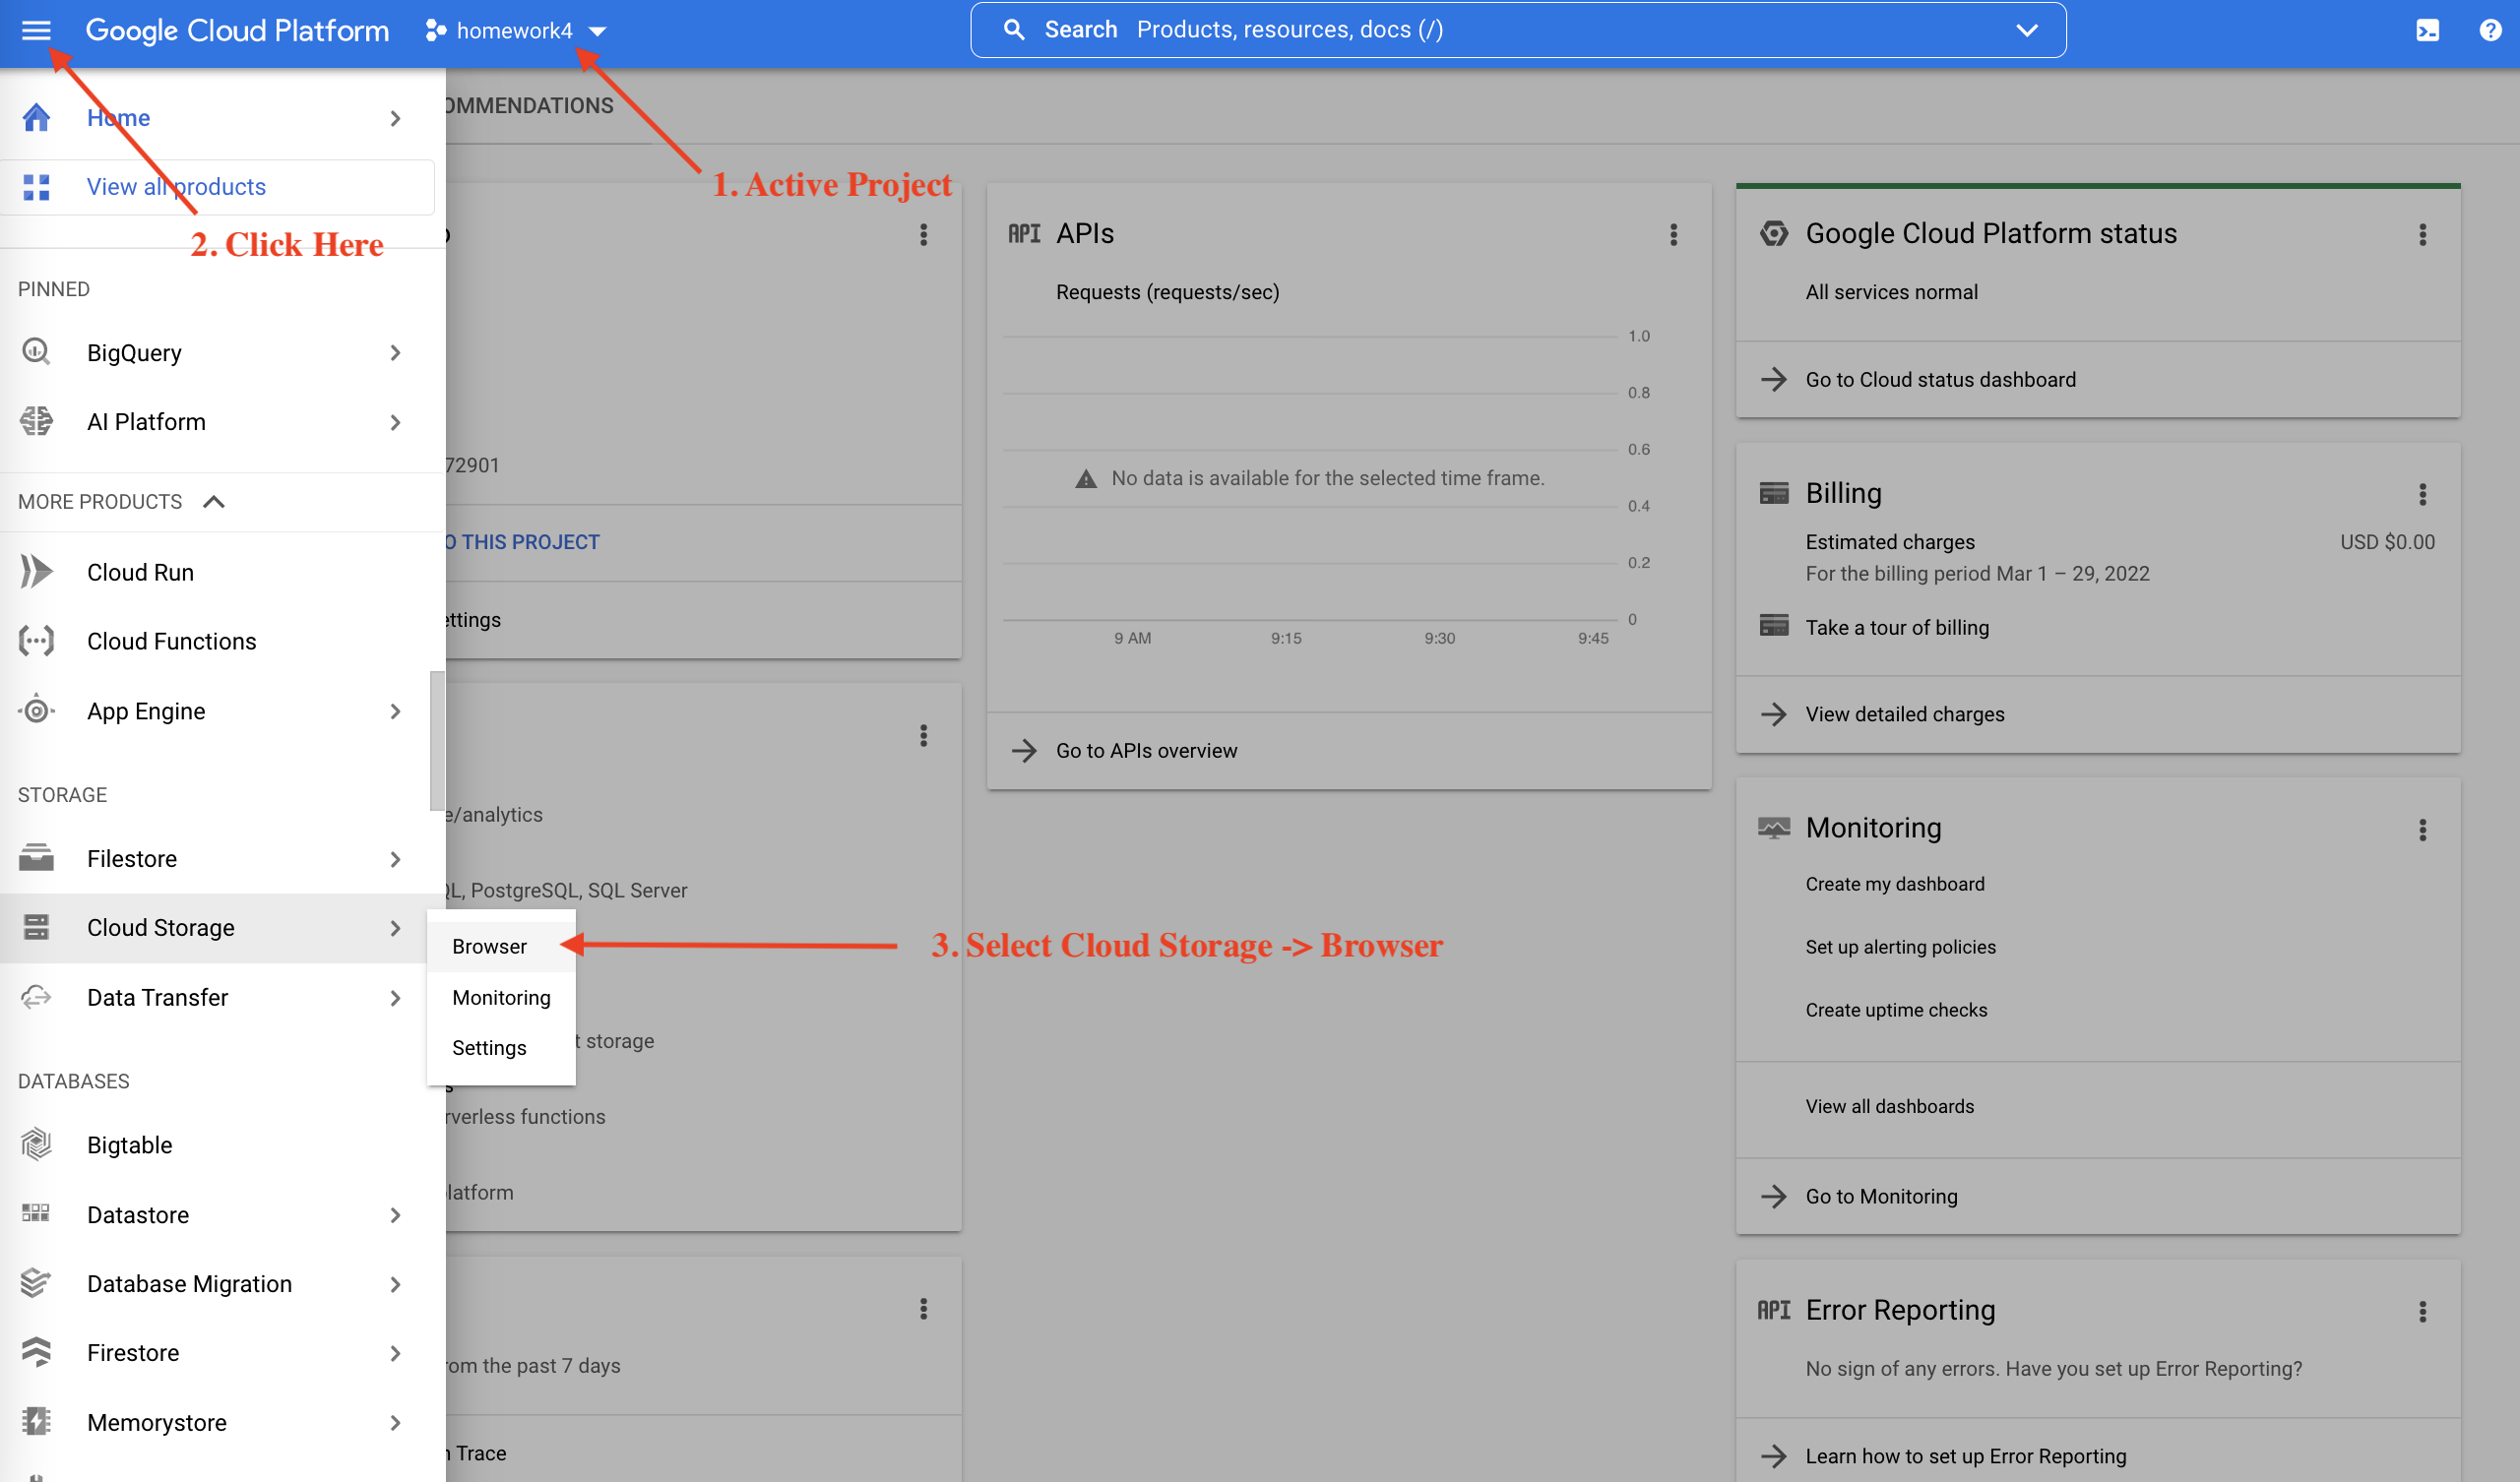 Google Cloud Platform
homework4
Search Products, resources, docs (/)
OMMENDATIONS
1. Active Project
2. Click Here
3. Select Cloud Storage -> Browser
Home
View all products
PINNED
BigQuery
AI Platform
MORE PRODUCTS
Cloud Run
Cloud Functions
App Engine
STORAGE
Filestore
Cloud Storage
Data Transfer
DATABASES
Bigtable
Datastore
Database Migration
Firestore
Memorystore
Browser
Monitoring
Settings
72901
O THIS PROJECT
ettings
e/analytics
QL, PostgreSQL, SQL Server
t storage
s
rverless functions
latform
rom the past 7 days
n Trace
API APIs
Requests (requests/sec)
1.0
0.8
0.6
No data is available for the selected time frame.
0.4
0.2
0
9 AM 9:15 9:30 9:45
Go to APIs overview
Google Cloud Platform status
All services normal
Go to Cloud status dashboard
Billing
Estimated charges USD $0.00
For the billing period Mar 1 – 29, 2022
Take a tour of billing
View detailed charges
Monitoring
Create my dashboard
Set up alerting policies
Create uptime checks
View all dashboards
Go to Monitoring
API Error Reporting
No sign of any errors. Have you set up Error Reporting?
Learn how to set up Error Reporting